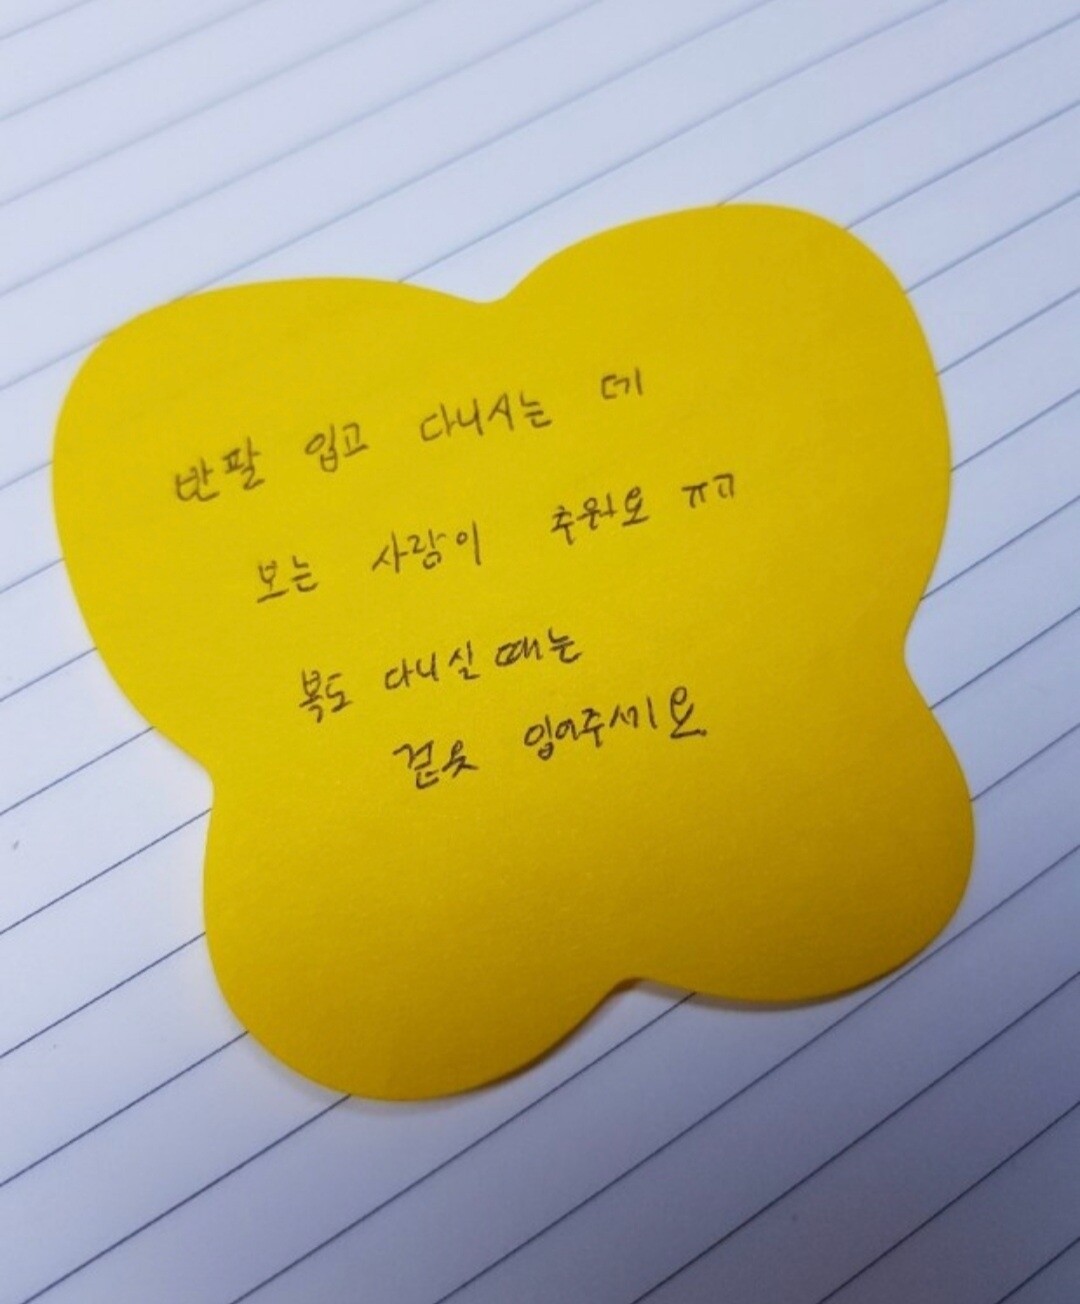 반팔 입고 다니시는 데
보는 사람이 추워요 ㅠㅠ
복도 다니실 때는
겉옷 입어주세요